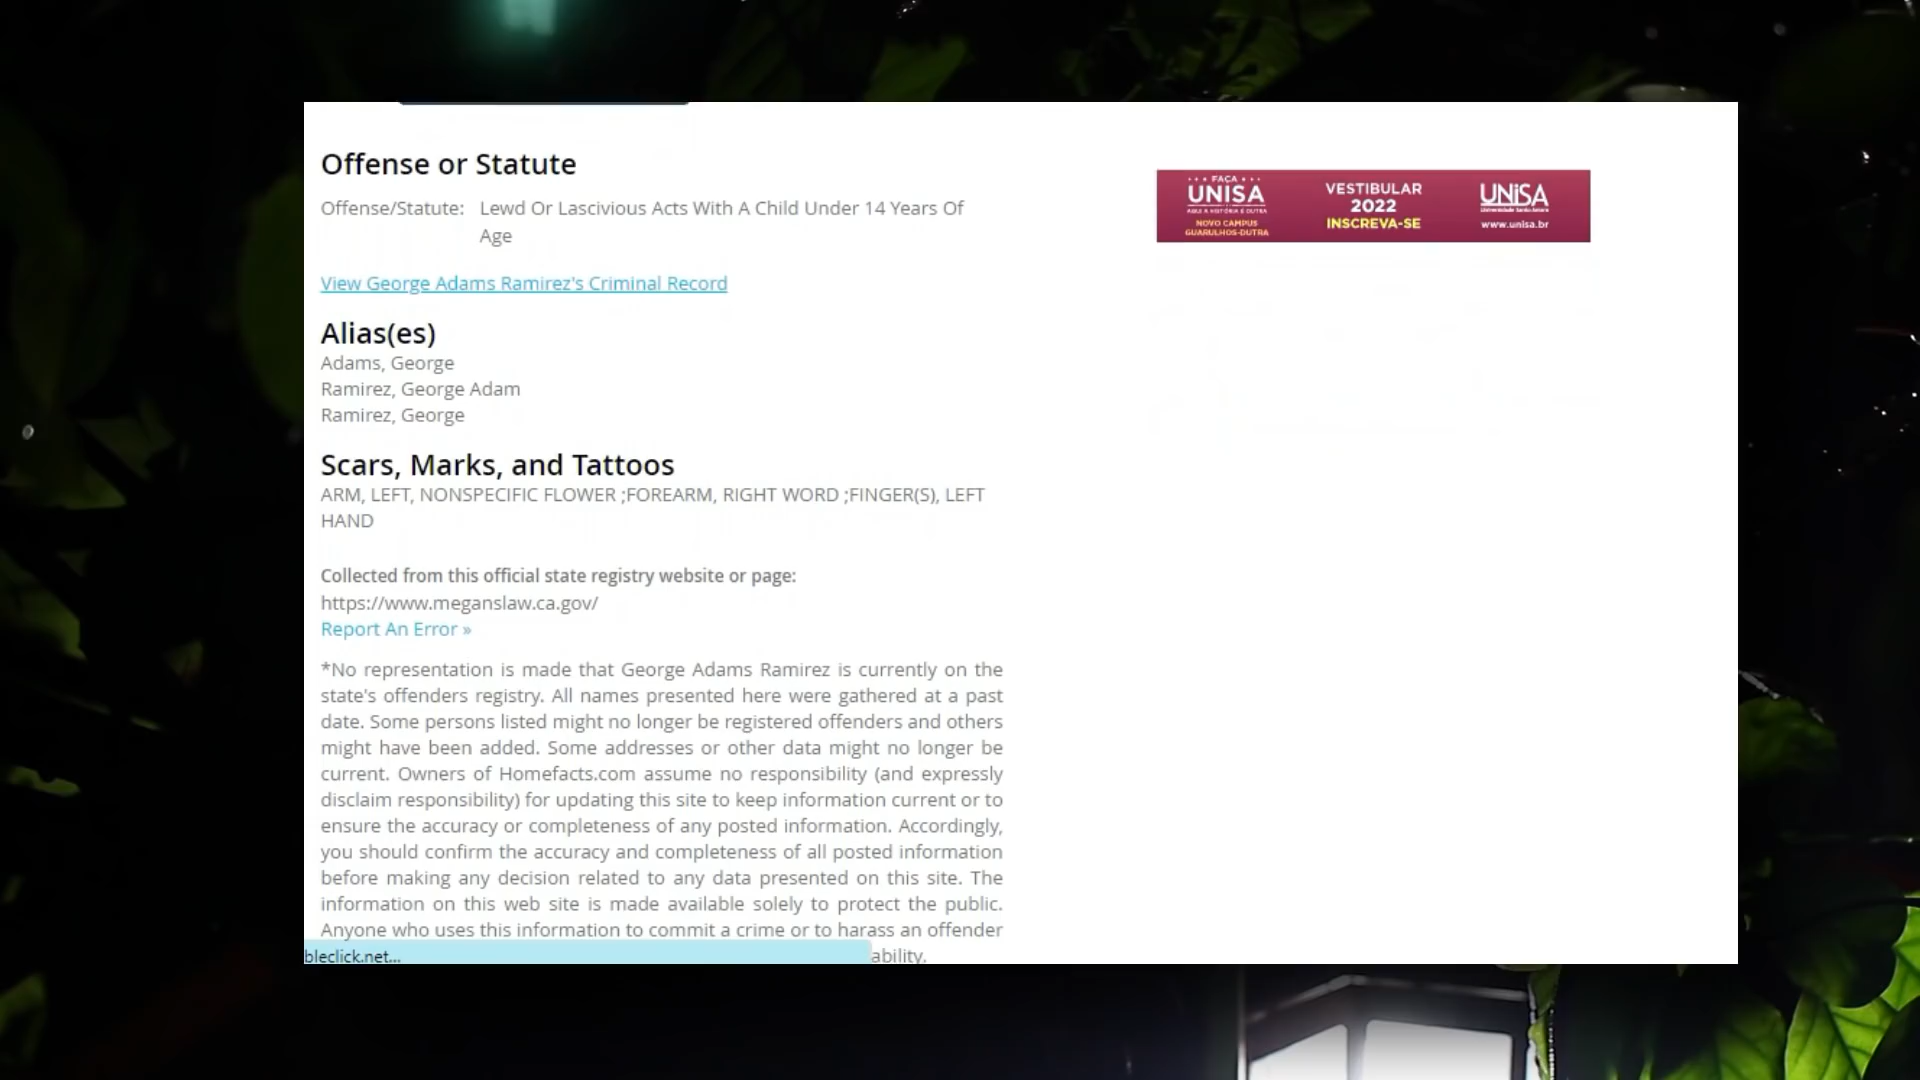 Offense or Statute
Offense/Statute: Lewd Or Lascivious Acts With A Child Under 14 Years Of
Age
View George Adams Ramirez's Criminal Record
Alias(es)
Adams, George
Ramirez, George Adam
Ramirez, George
Scars, Marks, and Tattoos
ARM, LEFT, NONSPECIFIC FLOWER ;FOREARM, RIGHT WORD ;FINGER(S), LEFT
HAND
Collected from this official state registry website or page:
https://www.meganslaw.ca.gov/
Report An Error »
*No representation is made that George Adams Ramirez is currently on the
state's offenders registry. All names presented here were gathered at a past
date. Some persons listed might no longer be registered offenders and others
might have been added. Some addresses or other data might no longer be
current. Owners of Homefacts.com assume no responsibility (and expressly
disclaim responsibility) for updating this site to keep information current or to
ensure the accuracy or completeness of any posted information. Accordingly,
you should confirm the accuracy and completeness of all posted information
before making any decision related to any data presented on this site. The
information on this web site is made available solely to protect the public.
Anyone who uses this information to commit a crime or to harass an offender
ability.
bleclick.net...
••• FAÇA •••
UNISA
AQUI A HISTÓRIA É OUTRA
NOVO CAMPUS
GUARULHOS-DUTRA
VESTIBULAR
2022
INSCREVA-SE
UNISA
Universidade Santo Amaro
www.unisa.br